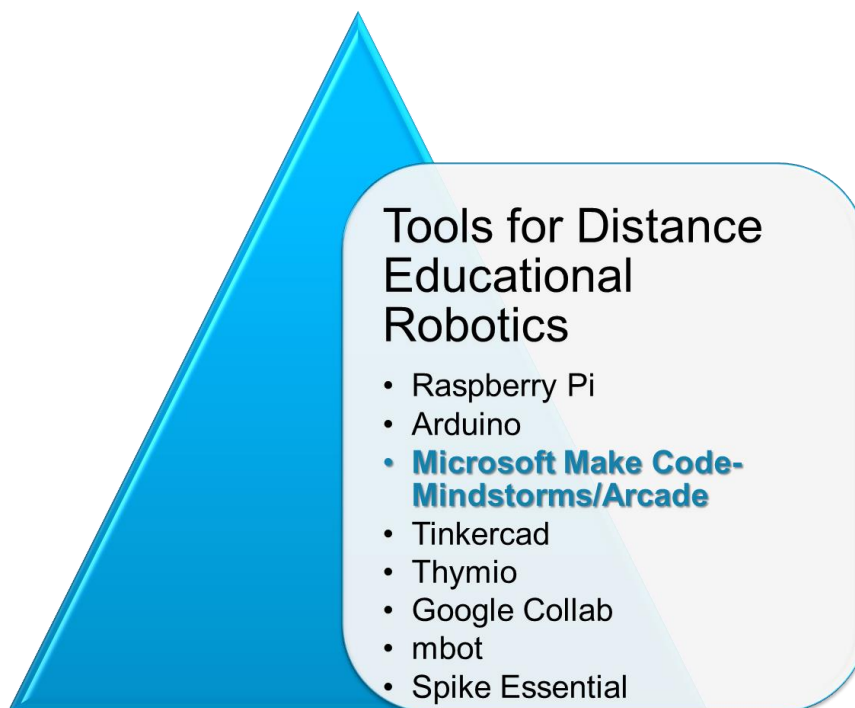 Tools for Distance
Educational
Robotics
• Raspberry Pi
• Arduino
• Microsoft Make Code-
Mindstorms/Arcade
• Tinkercad
• Thymio
• Google Collab
• mbot
• Spike Essential